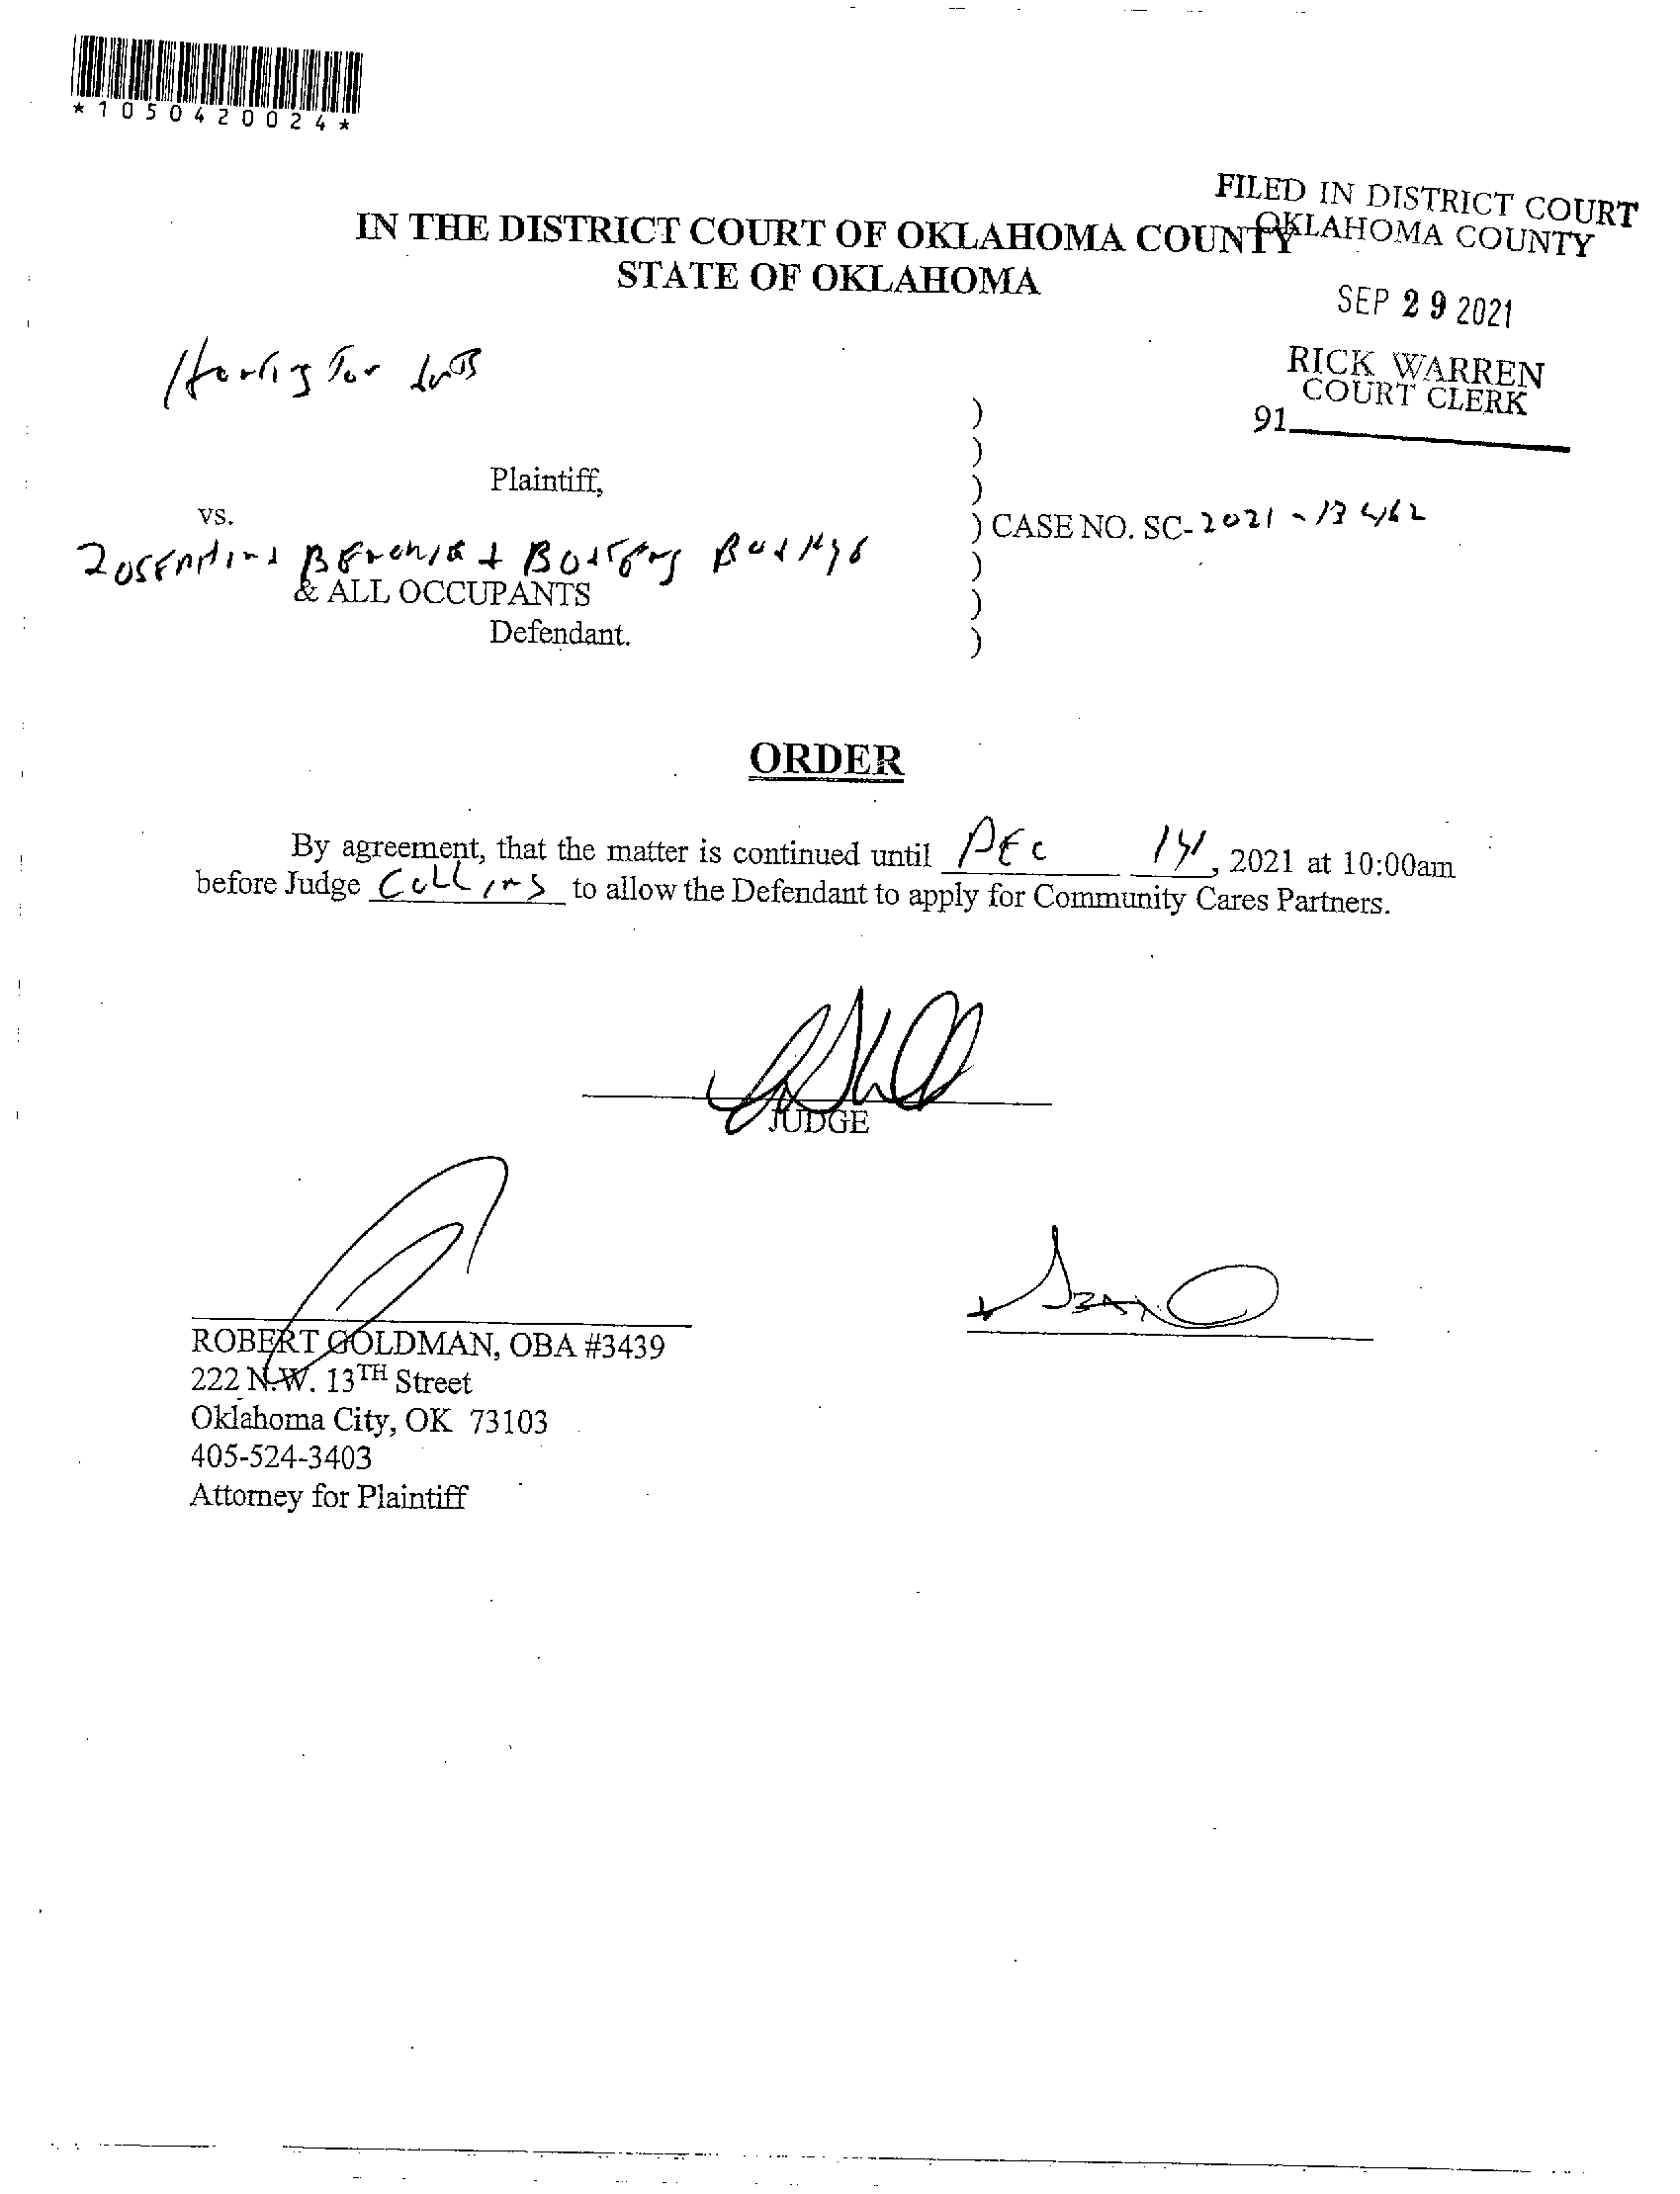 *1050420024*
FILED IN DISTRICT COURT
OKLAHOMA COUNTY
IN THE DISTRICT COURT OF OKLAHOMA COUNTY
STATE OF OKLAHOMA
SEP 29 2021
RICK WARREN
COURT CLERK
91
Plaintiff,
vs.
) CASE NO. SC-2021-13462
& ALL OCCUPANTS
Defendant.
ORDER
By agreement, that the matter is continued until DEC 14, 2021 at 10:00am
before Judge COLLINS to allow the Defendant to apply for Community Cares Partners.
JUDGE
ROBERT GOLDMAN, OBA #3439
222 N.W. 13TH Street
Oklahoma City, OK 73103
405-524-3403
Attorney for Plaintiff